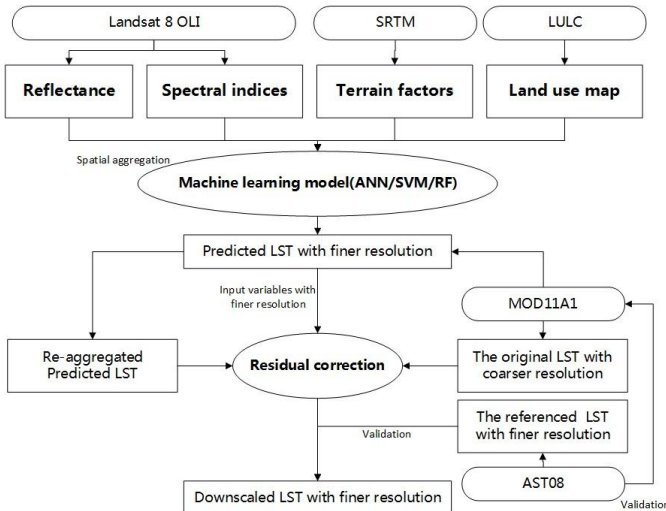 Landsat 8 OLI
SRTM
LULC
Reflectance
Spectral indices
Terrain factors
Land use map
Spatial aggregation
Machine learning model(ANN/SVM/RF)
Predicted LST with finer resolution
Input variables with
finer resolution
MOD11A1
Re-aggregated
Predicted LST
Residual correction
The original LST with
coarser resolution
The referenced LST
with finer resolution
Validation
AST08
Downscaled LST with finer resolution
Validation